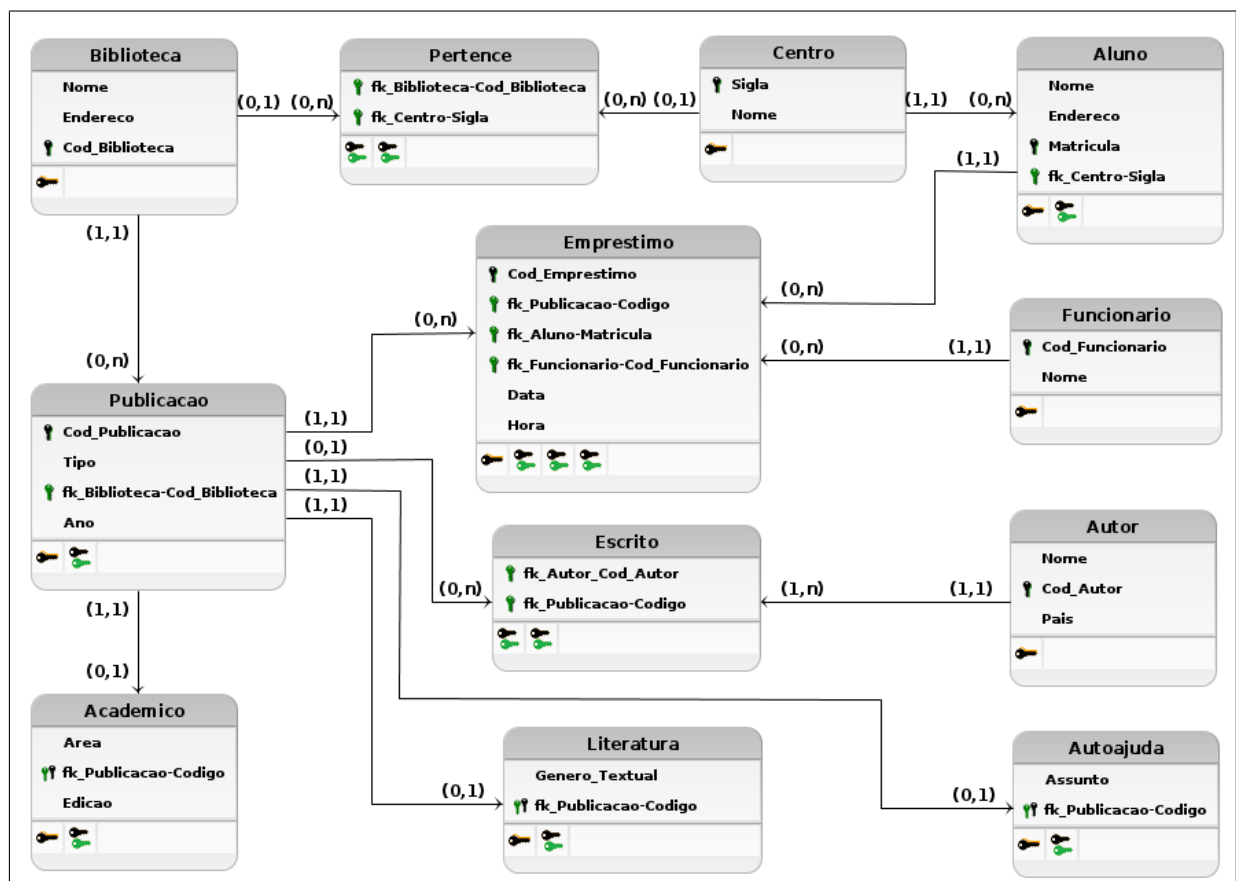 Biblioteca
Nome
Endereco
Cod_Biblioteca
(0,1)
(0,n)
Pertence
fk_Biblioteca-Cod_Biblioteca
fk_Centro-Sigla
(0,n)
(0,1)
Centro
Sigla
Nome
(1,1)
(0,n)
Aluno
Nome
Endereco
Matricula
fk_Centro-Sigla
(1,1)
(1,1)
(0,n)
Emprestimo
Cod_Emprestimo
fk_Publicacao-Codigo
fk_Aluno-Matricula
fk_Funcionario-Cod_Funcionario
Data
Hora
(0,n)
(0,n)
(0,n)
(1,1)
Funcionario
Cod_Funcionario
Nome
Publicacao
Cod_Publicacao
Tipo
fk_Biblioteca-Cod_Biblioteca
Ano
(1,1)
(0,1)
(1,1)
(1,1)
Escrito
fk_Autor_Cod_Autor
fk_Publicacao-Codigo
(0,n)
(1,n)
(1,1)
Autor
Nome
Cod_Autor
Pais
(1,1)
(0,1)
Academico
Area
fk_Publicacao-Codigo
Edicao
(0,1)
Literatura
Genero_Textual
fk_Publicacao-Codigo
(0,1)
Autoajuda
Assunto
fk_Publicacao-Codigo